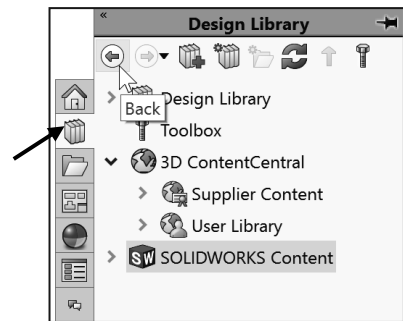 Design Library
Back
Design Library
Toolbox
3D ContentCentral
Supplier Content
User Library
SW SOLIDWORKS Content